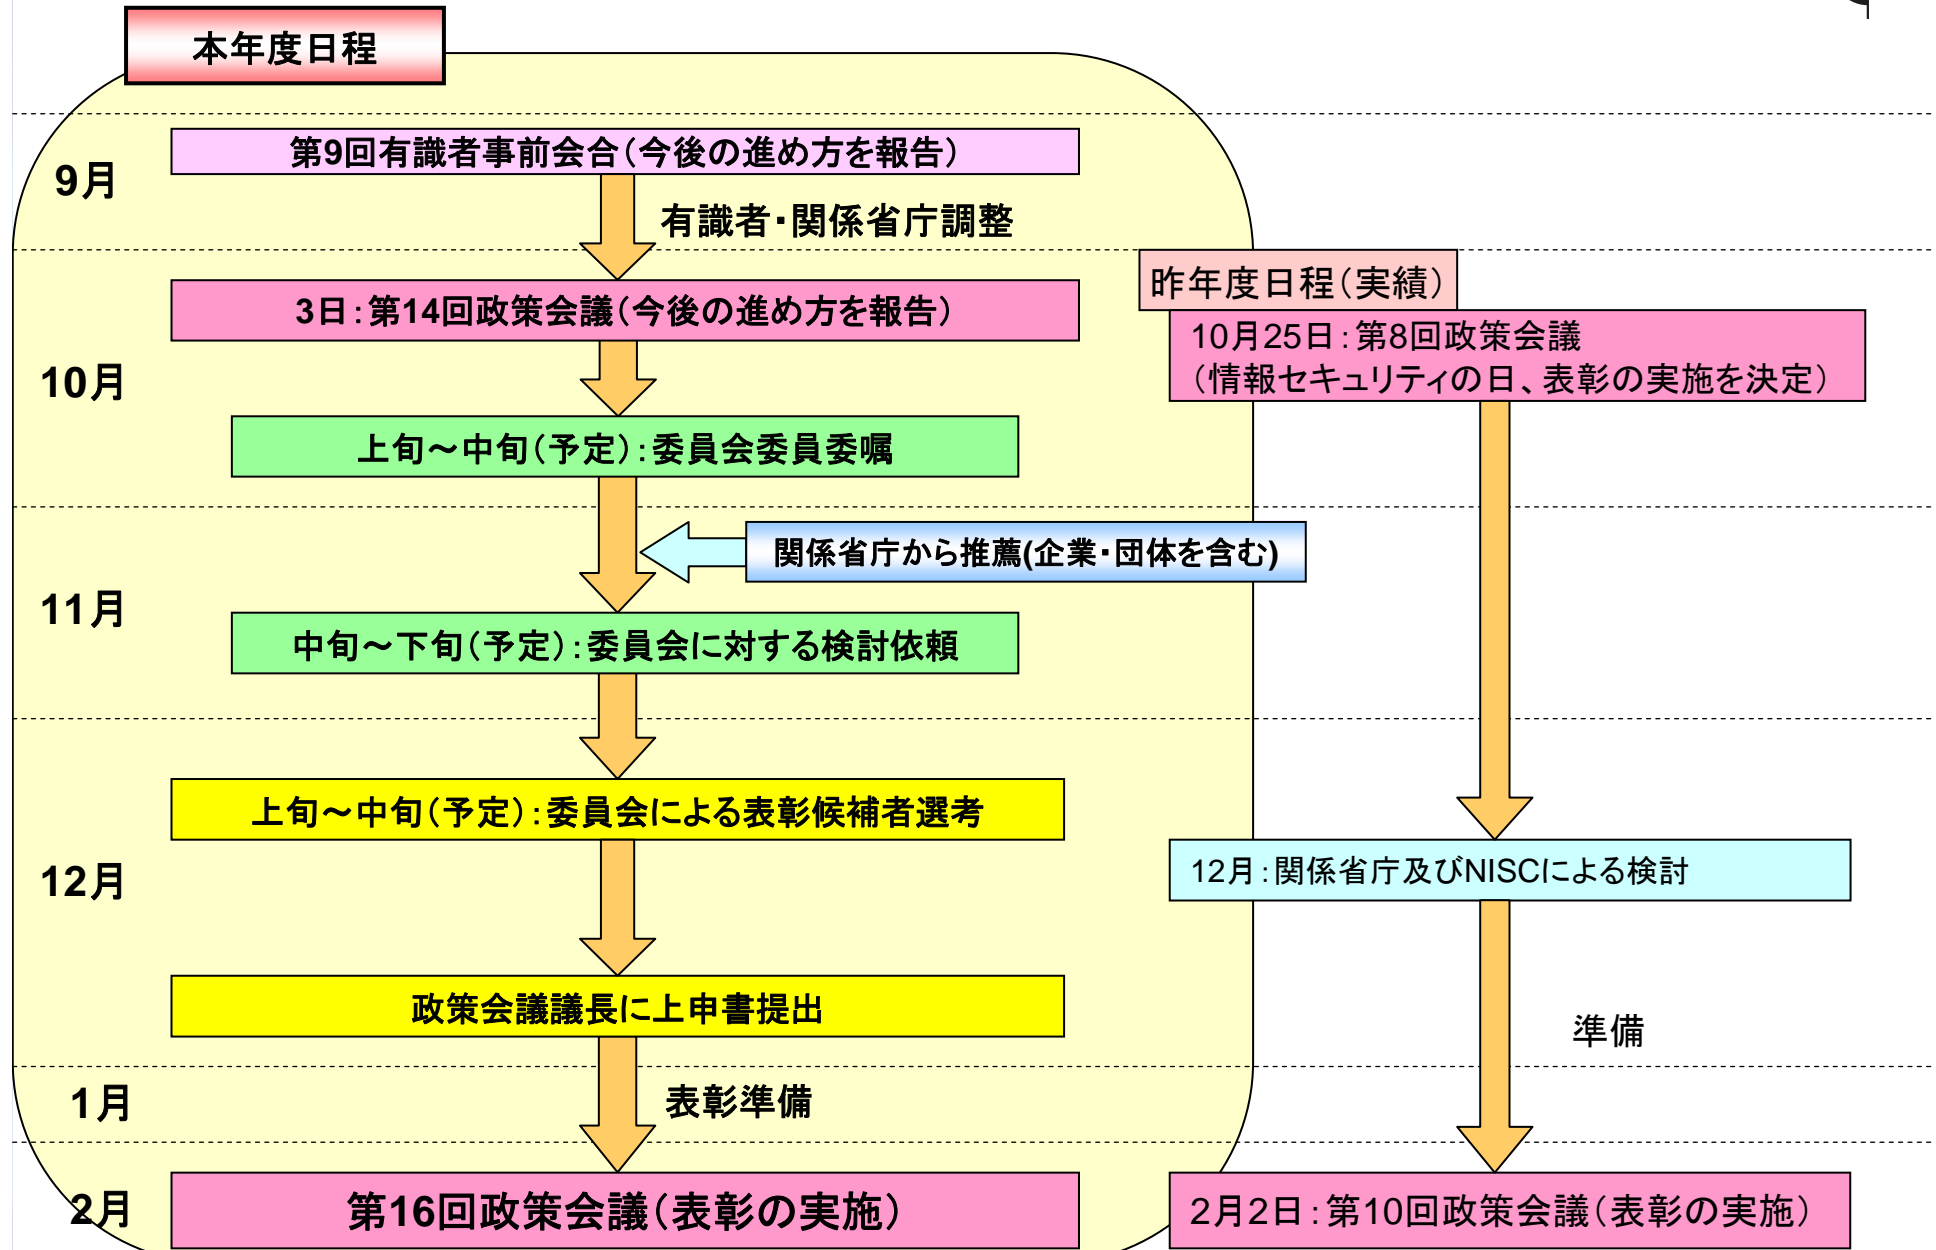 本年度日程
9月
第9回有識者事前会合（今後の進め方を報告）
有識者・関係省庁調整
10月
3日：第14回政策会議（今後の進め方を報告）
上旬～中旬（予定）：委員会委員委嘱
11月
関係省庁から推薦(企業・団体を含む)
中旬～下旬（予定）：委員会に対する検討依頼
12月
上旬～中旬（予定）：委員会による表彰候補者選考
政策会議議長に上申書提出
1月
表彰準備
2月
第16回政策会議（表彰の実施）
昨年度日程（実績）
10月25日：第8回政策会議
（情報セキュリティの日、表彰の実施を決定）
12月：関係省庁及びNISCによる検討
準備
2月2日：第10回政策会議（表彰の実施）